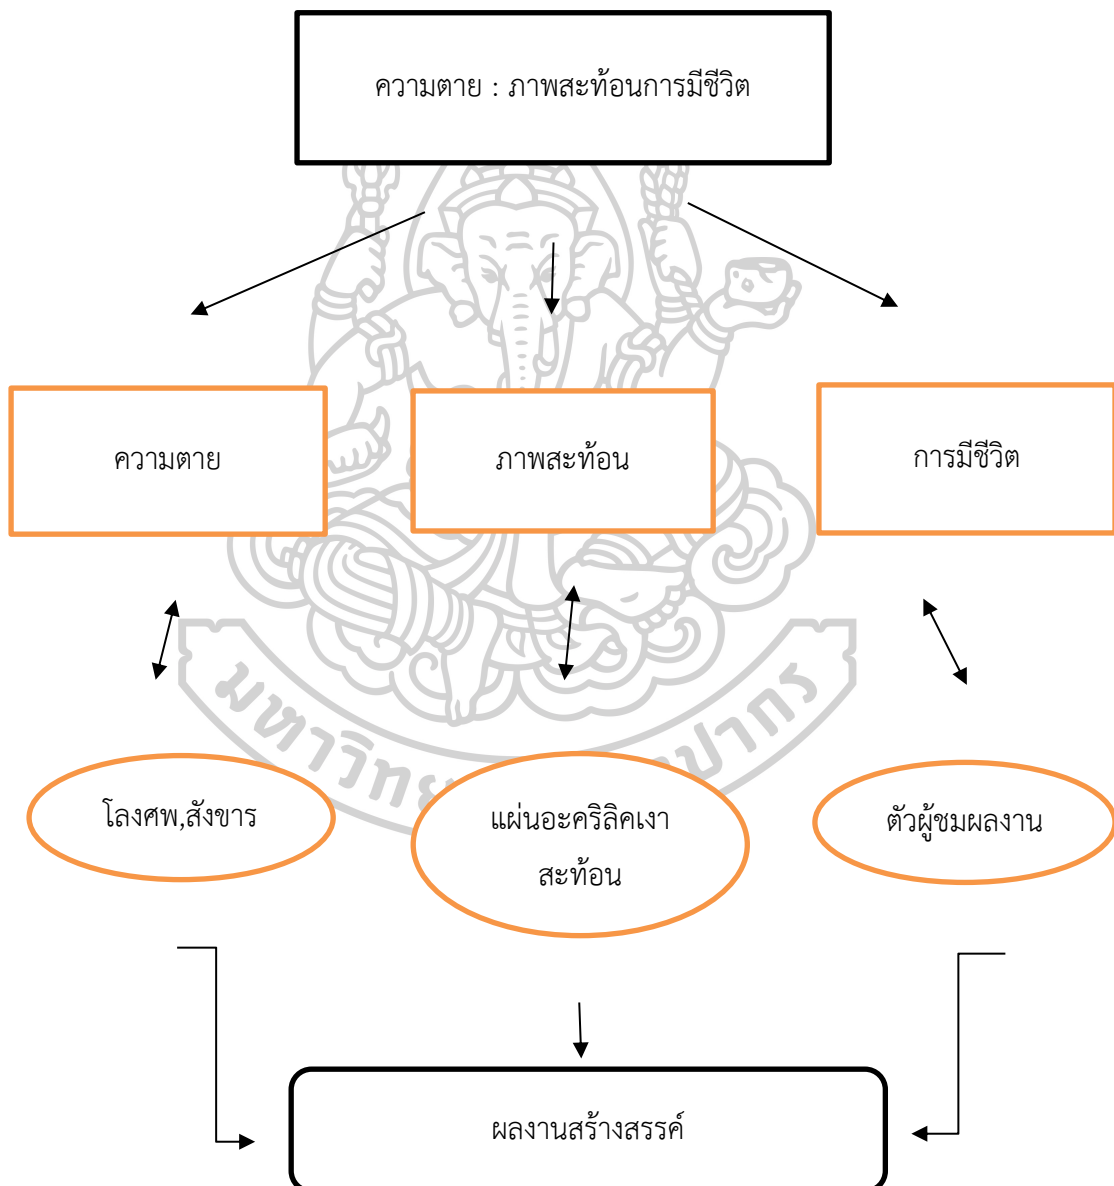 ความตาย : ภาพสะท้อนการมีชีวิต
ความตาย
ภาพสะท้อน
การมีชีวิต
โลงศพ,สังขาร
แผ่นอะคริลิคเงา
สะท้อน
ตัวผู้ชมผลงาน
ผลงานสร้างสรรค์